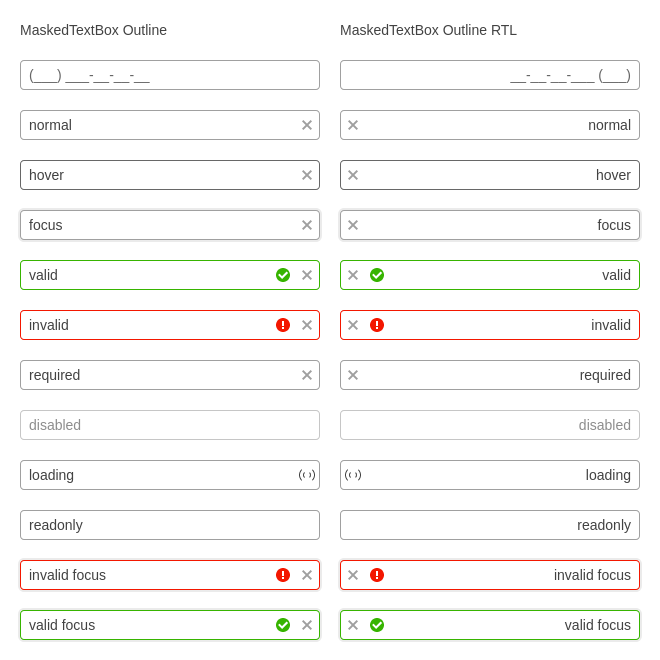 MaskedTextBox Outline
MaskedTextBox Outline RTL
(___) ___-__-__-__
__-__-__-___ (___)
normal
normal
hover
hover
focus
focus
valid
valid
invalid
invalid
required
required
disabled
disabled
loading
loading
readonly
readonly
invalid focus
invalid focus
valid focus
valid focus